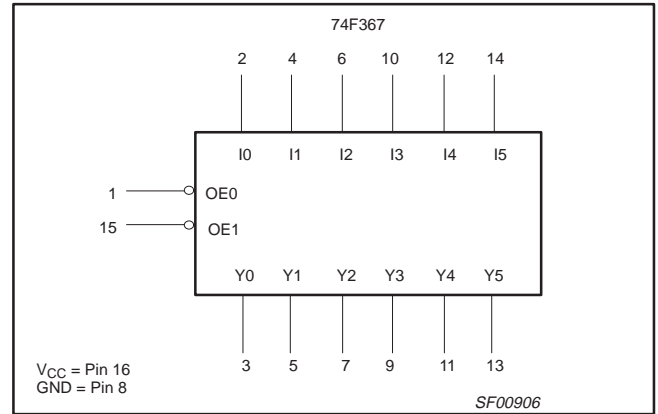 74F367
2 4 6 10 12 14
I0 I1 I2 I3 I4 I5
1 OE0
15 OE1
Y0 Y1 Y2 Y3 Y4 Y5
3 5 7 9 11 13
VCC = Pin 16
GND = Pin 8
SF00906